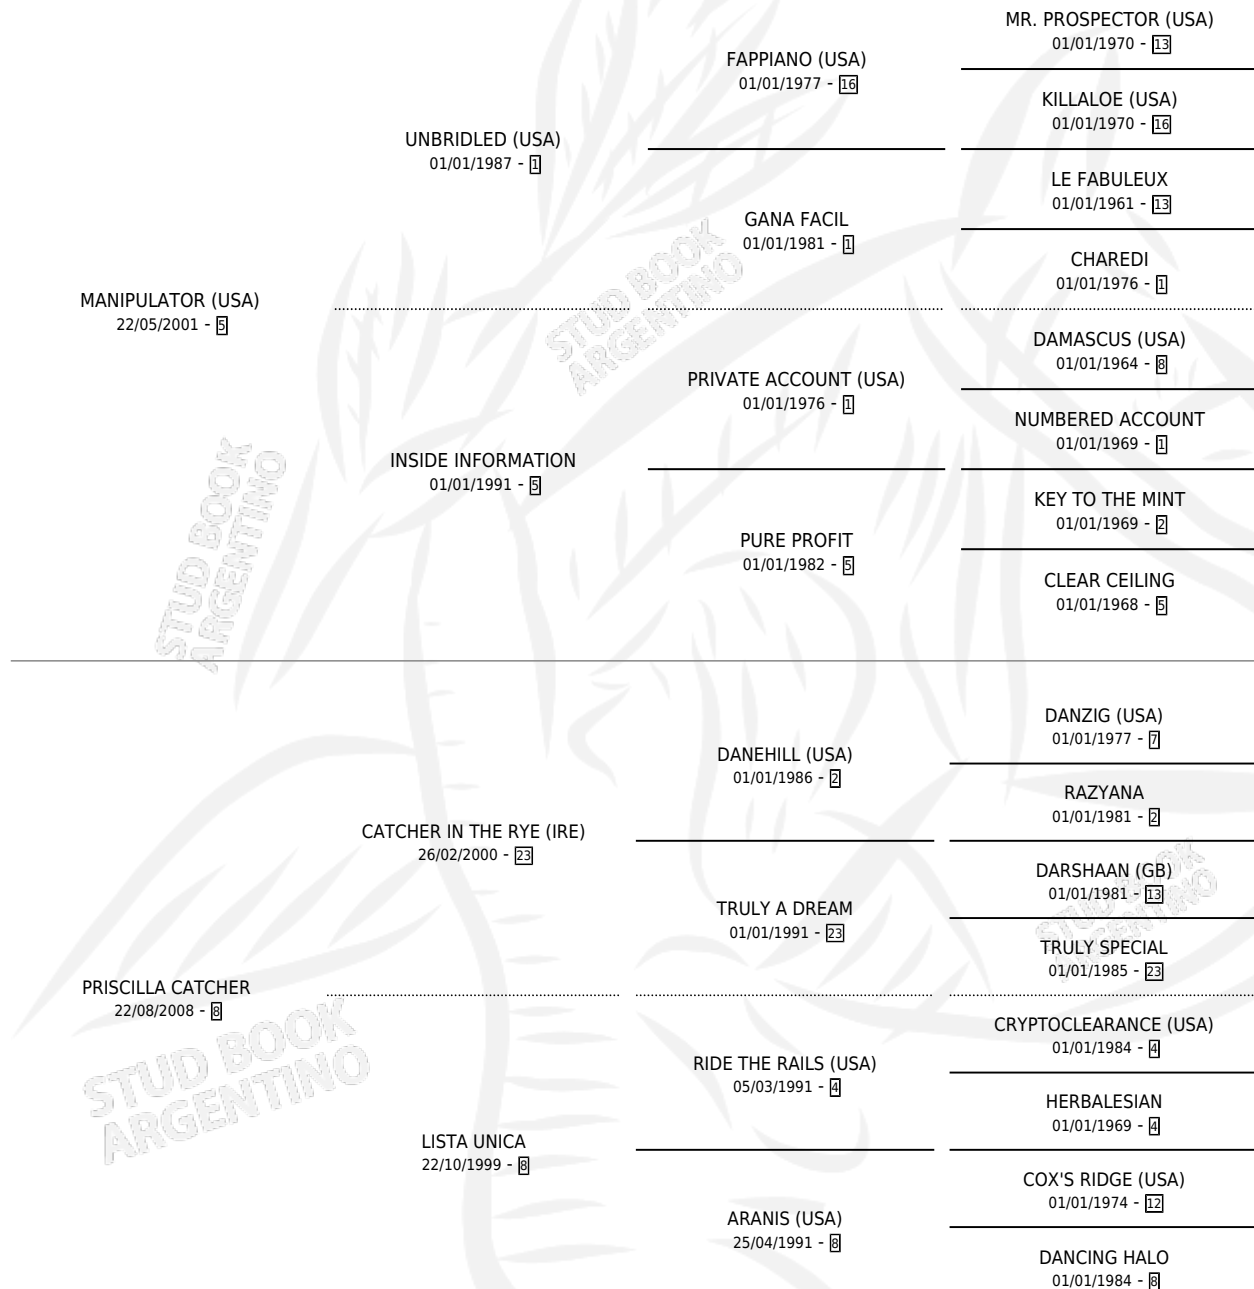 MR. PROSPECTOR (USA)
01/01/1970 - 13
FAPPIANO (USA)
01/01/1977 - 16
KILLALOE (USA)
01/01/1970 - 16
UNBRIDLED (USA)
01/01/1987 - 1
LE FABULEUX
01/01/1961 - 13
GANA FACIL
01/01/1981 - 1
CHAREDI
01/01/1976 - 1
MANIPULATOR (USA)
22/05/2001 - 5
DAMASCUS (USA)
01/01/1964 - 8
PRIVATE ACCOUNT (USA)
01/01/1976 - 1
NUMBERED ACCOUNT
01/01/1969 - 1
INSIDE INFORMATION
01/01/1991 - 5
KEY TO THE MINT
01/01/1969 - 2
PURE PROFIT
01/01/1982 - 5
CLEAR CEILING
01/01/1968 - 5
DANZIG (USA)
01/01/1977 - 7
DANEHILL (USA)
01/01/1986 - 2
RAZYANA
01/01/1981 - 2
CATCHER IN THE RYE (IRE)
26/02/2000 - 23
DARSHAAN (GB)
01/01/1981 - 13
TRULY A DREAM
01/01/1991 - 23
TRULY SPECIAL
01/01/1985 - 23
PRISCILLA CATCHER
22/08/2008 - 8
CRYPTOCLEARANCE (USA)
01/01/1984 - 4
RIDE THE RAILS (USA)
05/03/1991 - 4
HERBALESIAN
01/01/1969 - 4
LISTA UNICA
22/10/1999 - 8
COX'S RIDGE (USA)
01/01/1974 - 12
ARANIS (USA)
25/04/1991 - 8
DANCING HALO
01/01/1984 - 8
STUD BOOK
ARGENTINO
STUD BOOK
ARGENTINO
STUD BOOK
ARGENTINO
STUD BOOK
ARGENTINO